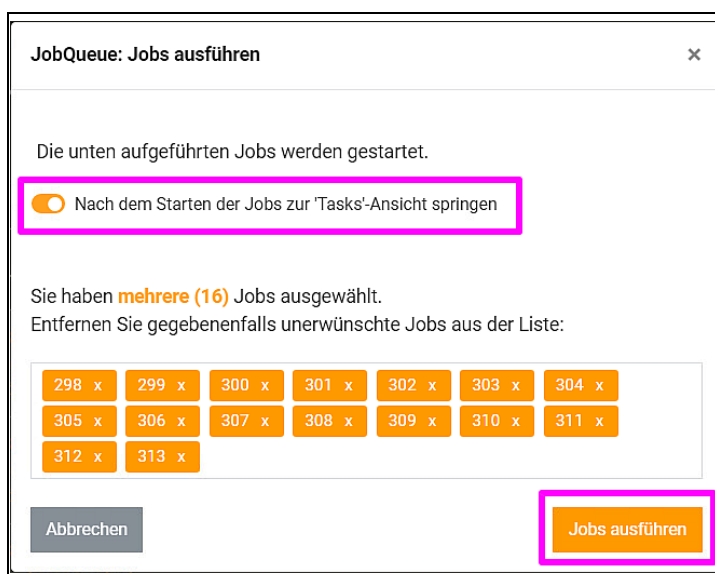 JobQueue: Jobs ausführen ×
Die unten aufgeführten Jobs werden gestartet.
Nach dem Starten der Jobs zur 'Tasks'-Ansicht springen
Sie haben mehrere (16) Jobs ausgewählt.
Entfernen Sie gegebenenfalls unerwünschte Jobs aus der Liste:
298 x 299 x 300 x 301 x 302 x 303 x 304 x
305 x 306 x 307 x 308 x 309 x 310 x 311 x
312 x 313 x
Abbrechen Jobs ausführen